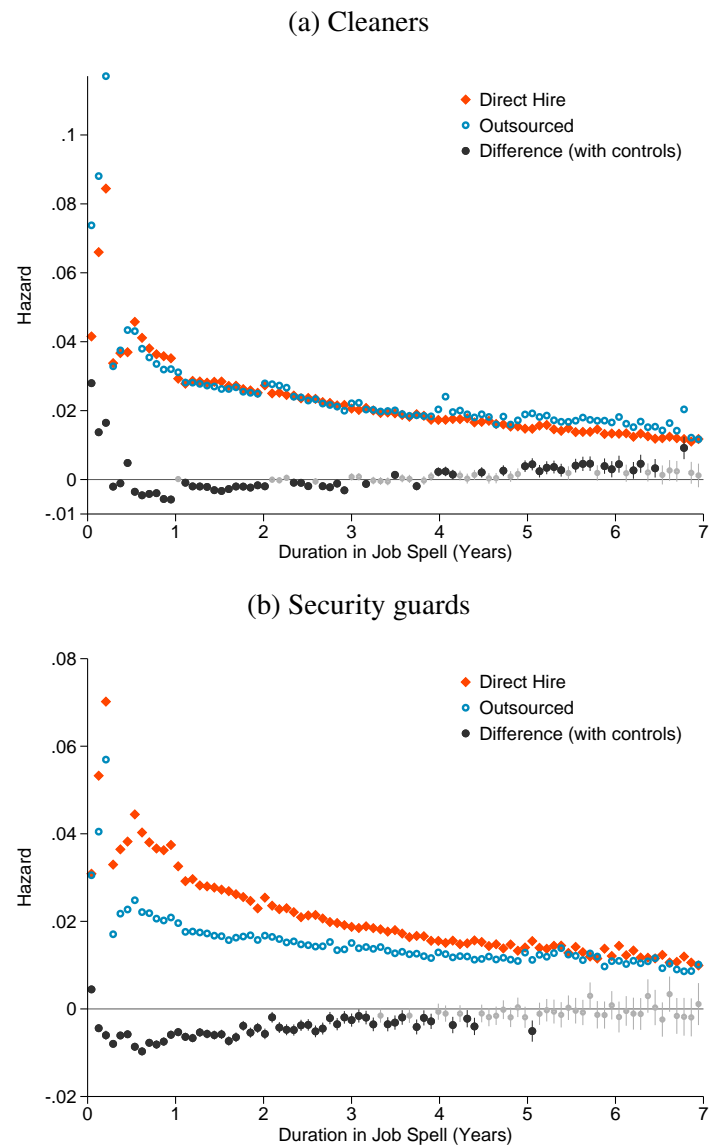 (a) Cleaners
Direct Hire
Outsourced
Difference (with controls)
.1
.08
.06
.04
.02
0
-.01
Hazard
0 1 2 3 4 5 6 7
Duration in Job Spell (Years)
(b) Security guards
Direct Hire
Outsourced
Difference (with controls)
.08
.06
.04
.02
0
-.02
Hazard
0 1 2 3 4 5 6 7
Duration in Job Spell (Years)